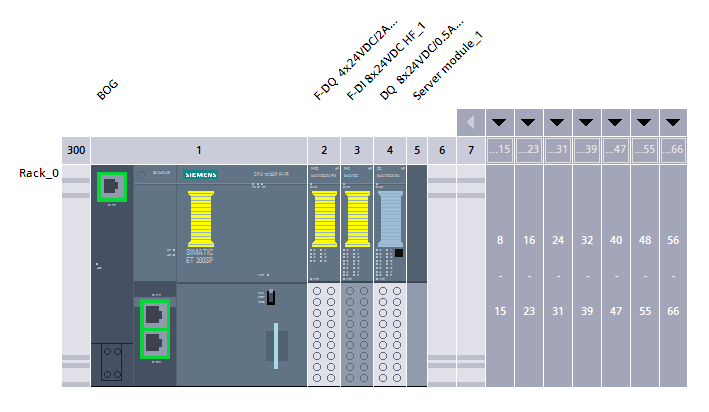 BOG
F-DQ 4x24VDC/2A...
F-DI 8x24VDC HF_1
DQ 8x24VDC/0.5A...
Server module_1
300 1 2 3 4 5 6 7 ...15 ...23 ...31 ...39 ...47 ...55 ...66
Rack_0
SIEMENS
SIMATIC
ET 200SP
8 16 24 32 40 48 56
- - - - - - -
15 23 31 39 47 55 66